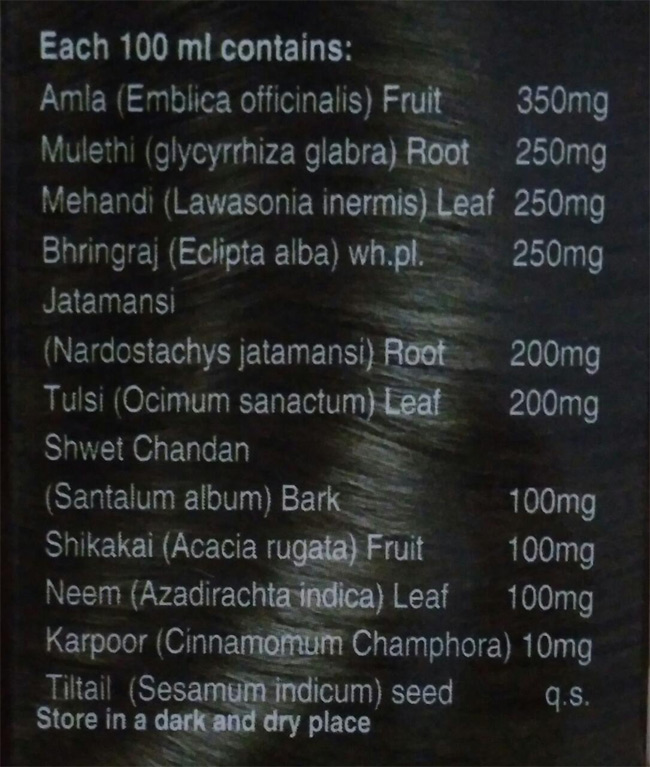 Each 100 ml contains:
Amla (Emblica officinalis) Fruit 350mg
Mulethi (glycyrrhiza glabra) Root 250mg
Mehandi (Lawasonia inermis) Leaf 250mg
Bhringraj (Eclipta alba) wh.pl. 250mg
Jatamansi
(Nardostachys jatamansi) Root 200mg
Tulsi (Ocimum sanactum) Leaf 200mg
Shwet Chandan
(Santalum album) Bark 100mg
Shikakai (Acacia rugata) Fruit 100mg
Neem (Azadirachta indica) Leaf 100mg
Karpoor (Cinnamomum Champhora) 10mg
Tiltail (Sesamum indicum) seed q.s.
Store in a dark and dry place